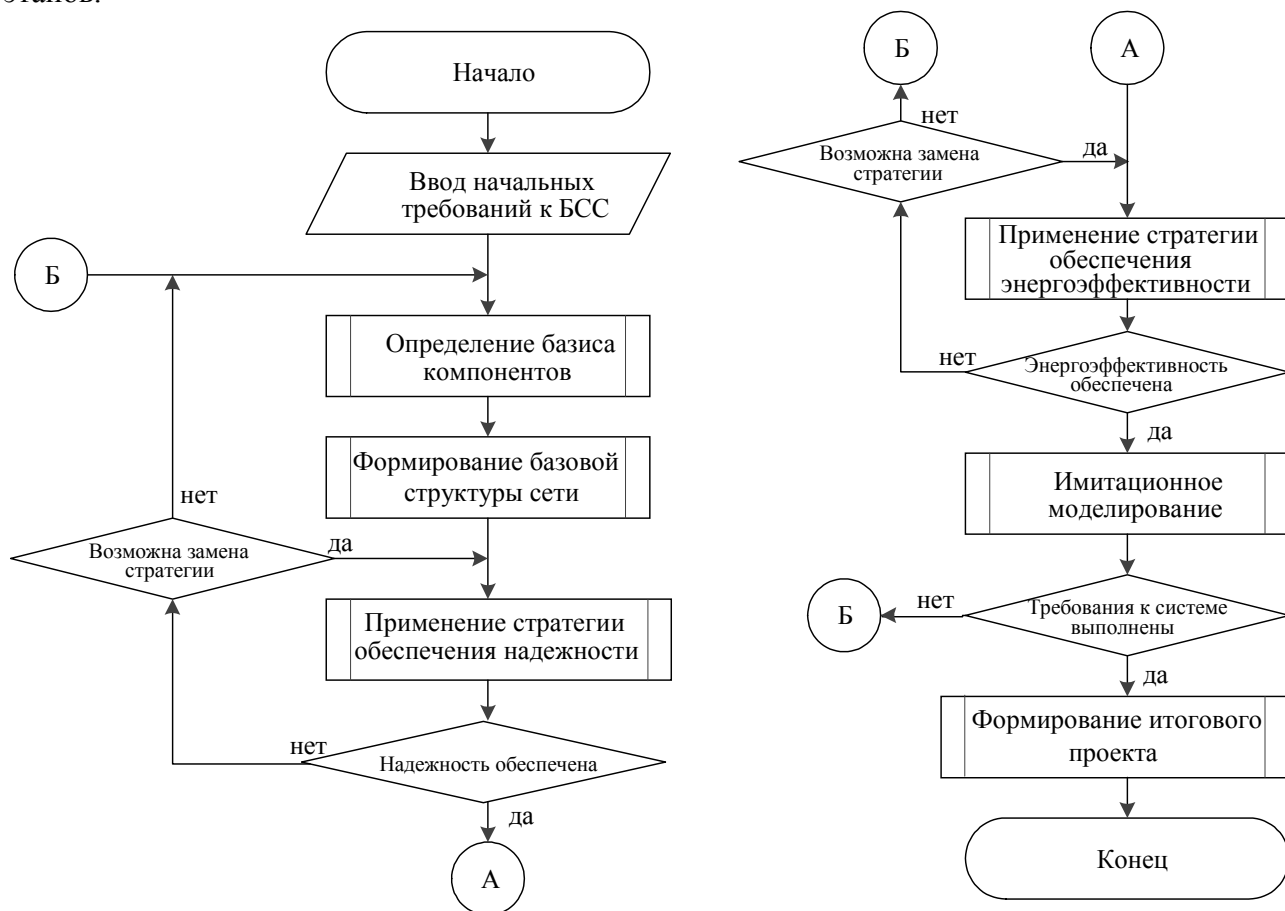 этапов.
Начало
Ввод начальных
требований к БСС
Б
Определение базиса
компонентов
Формирование базовой
структуры сети
нет
Возможна замена
стратегии
да
Применение стратегии
обеспечения надежности
нет
Надежность обеспечена
да
А
Б
А
нет
Возможна замена
стратегии
да
Применение стратегии
обеспечения
энергоэффективности
нет
Энергоэффективность
обеспечена
да
Имитационное
моделирование
Б
нет
Требования к системе
выполнены
да
Формирование итогового
проекта
Конец